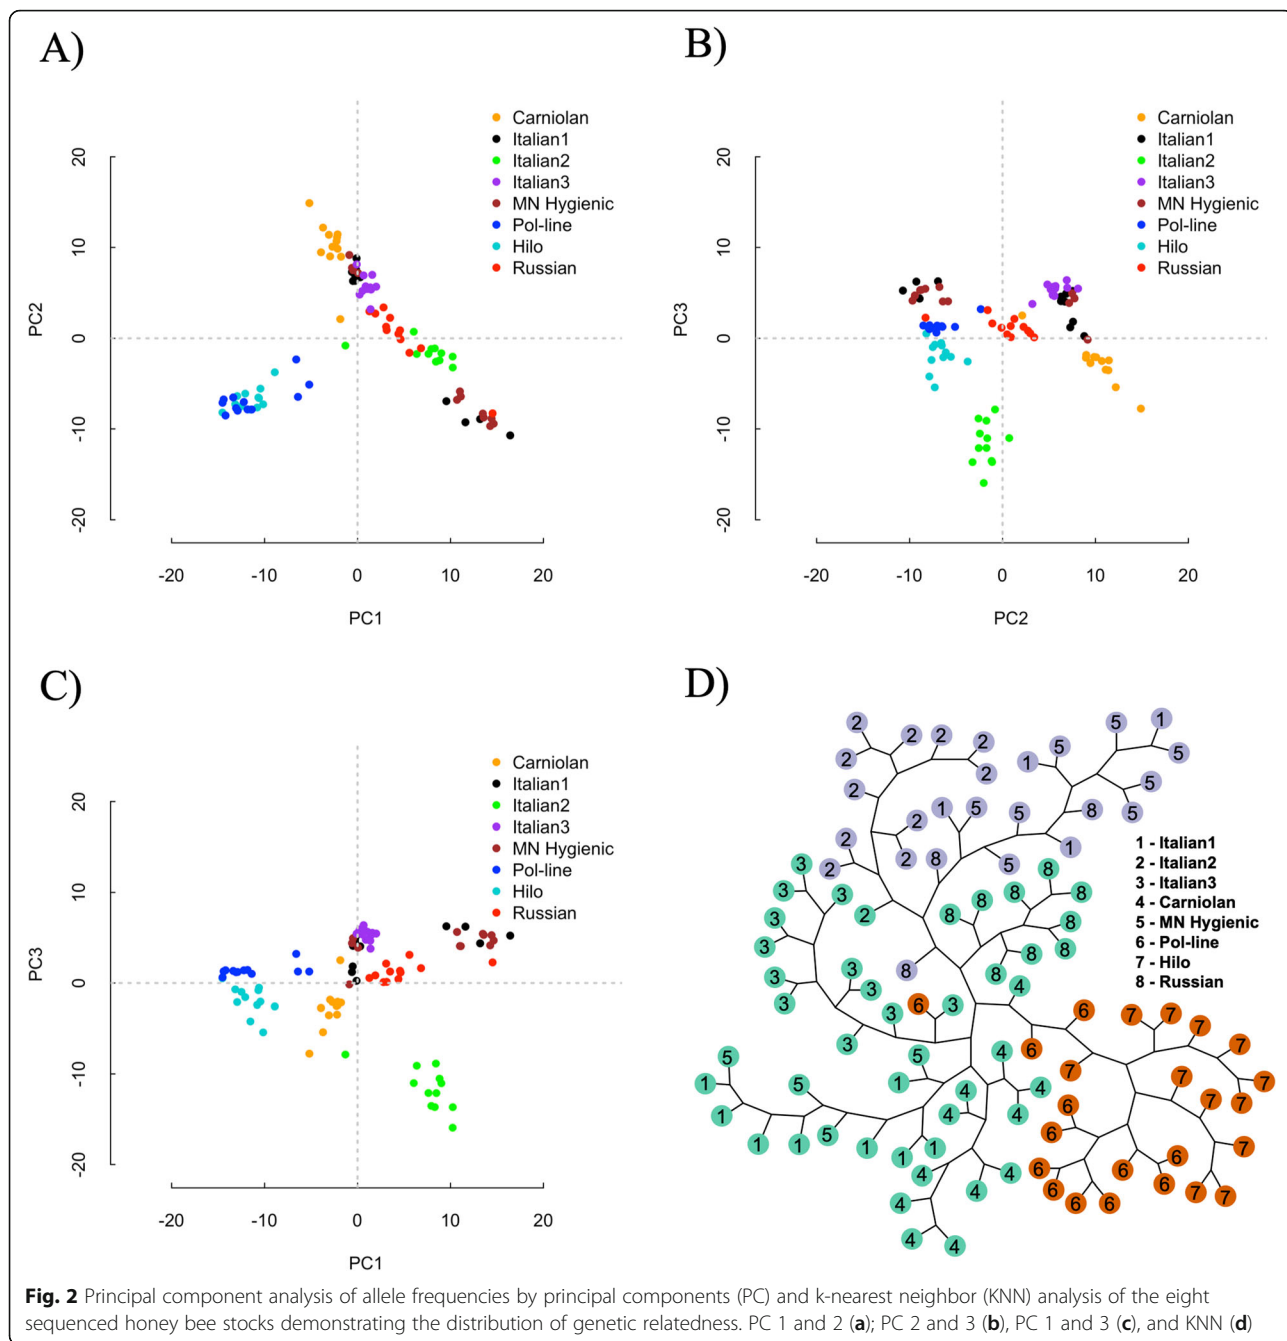 A)
Carniolan
Italian1
Italian2
Italian3
MN Hygienic
Pol-line
Hilo
Russian
PC2
20
10
0
-10
-20
-20 -10 0 10 20
PC1
B)
Carniolan
Italian1
Italian2
Italian3
MN Hygienic
Pol-line
Hilo
Russian
PC3
20
10
0
-10
-20
-20 -10 0 10 20
PC2
C)
Carniolan
Italian1
Italian2
Italian3
MN Hygienic
Pol-line
Hilo
Russian
PC3
20
10
0
-10
-20
-20 -10 0 10 20
PC1
D)
1 - Italian1
2 - Italian2
3 - Italian3
4 - Carniolan
5 - MN Hygienic
6 - Pol-line
7 - Hilo
8 - Russian
Fig. 2 Principal component analysis of allele frequencies by principal components (PC) and k-nearest neighbor (KNN) analysis of the eight
sequenced honey bee stocks demonstrating the distribution of genetic relatedness. PC 1 and 2 (a); PC 2 and 3 (b), PC 1 and 3 (c), and KNN (d)